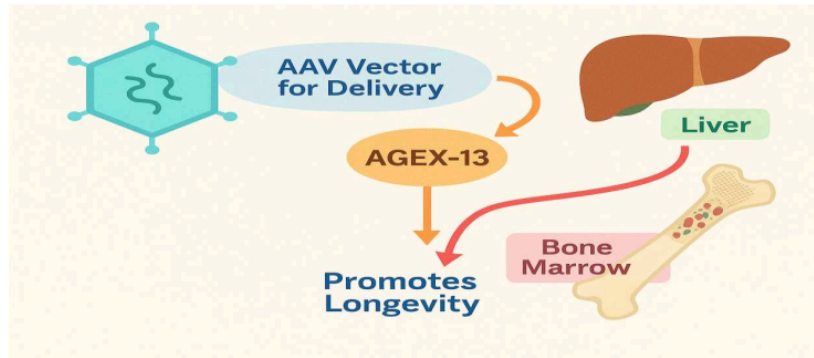 AAV Vector
for Delivery
AGEX-13
Liver
Bone
Marrow
Promotes
Longevity